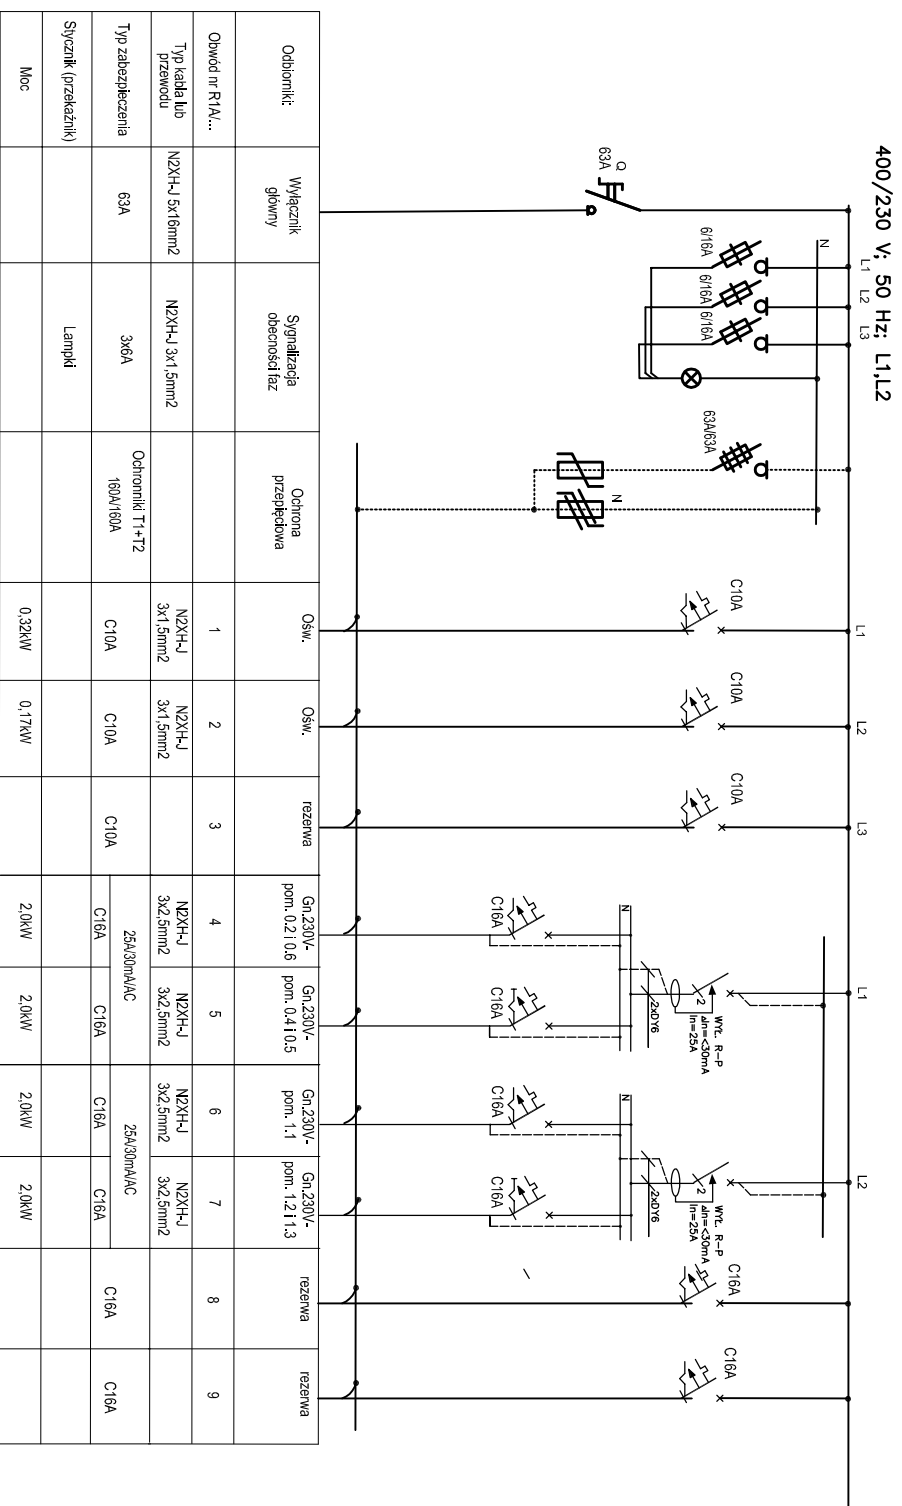 400/230 V; 50 Hz; L1,L2
L1
L2
L3
L1
L2
L3
L1
L2
N
Q
63A
6/16A
6/16A
6/16A
63A/63A
N
C10A
C10A
C10A
WYŁ. R-P
ΔIn=<30mA
In=25A
2
2xDY6
N
C16A
C16A
WYŁ. R-P
ΔIn=<30mA
In=25A
2
2xDY6
N
C16A
C16A
C16A
C16A
Odbiorniki:
Wyłącznik
główny
Sygnalizacja
obecności faz
Ochrona
przepięciowa
Ośw.
Ośw.
rezerwa
Gn.230V-
pom. 0.2 i 0.6
Gn.230V-
pom. 0.4 i 0.5
Gn.230V-
pom. 1.1
Gn.230V-
pom. 1.2 i 1.3
rezerwa
rezerwa
Obwód nr R1A/...
1
2
3
4
5
6
7
8
9
Typ kabla lub
przewodu
N2XH-J 5x16mm2
N2XH-J 3x1,5mm2
N2XH-J
3x1,5mm2
N2XH-J
3x1,5mm2
N2XH-J
3x2,5mm2
N2XH-J
3x2,5mm2
N2XH-J
3x2,5mm2
N2XH-J
3x2,5mm2
Typ zabezpieczenia
63A
3x6A
Ochronniki T1+T2
160A/160A
C10A
C10A
C10A
25A/30mA/AC
C16A
C16A
25A/30mA/AC
C16A
C16A
C16A
C16A
Stycznik (przekaźnik)
Lampki
Moc
0,32kW
0,17kW
2,0kW
2,0kW
2,0kW
2,0kW